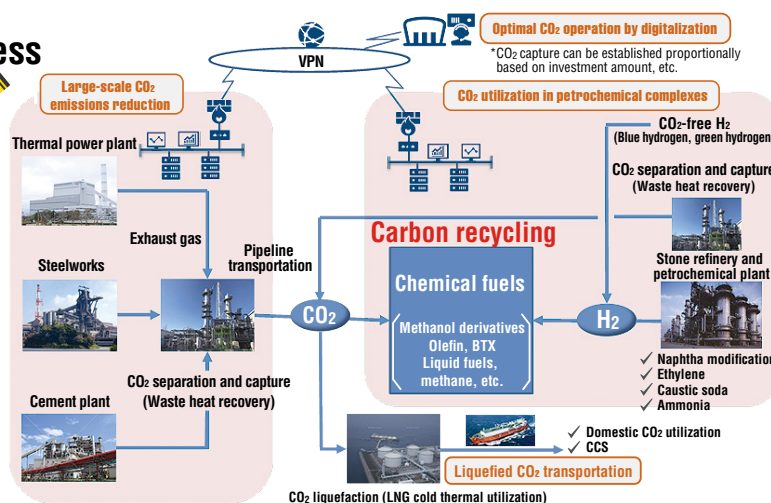 ess
VPN
Optimal CO₂ operation by digitalization
*CO₂ capture can be established proportionally
based on investment amount, etc.
Large-scale CO₂
emissions reduction
CO₂ utilization in petrochemical complexes
Thermal power plant
CO₂-free H₂
(Blue hydrogen, green hydrogen
CO₂ separation and capture
(Waste heat recovery)
Exhaust gas
Carbon recycling
Pipeline
transportation
Steelworks
Stone refinery and
petrochemical plant
Chemical fuels
CO₂
H₂
Methanol derivatives
Olefin, BTX
Liquid fuels,
methane, etc.
✓ Naphtha modification
✓ Ethylene
✓ Caustic soda
✓ Ammonia
CO₂ separation and capture
(Waste heat recovery)
Cement plant
✓ Domestic CO₂ utilization
✓ CCS
Liquefied CO₂ transportation
CO₂ liquefaction (LNG cold thermal utilization)